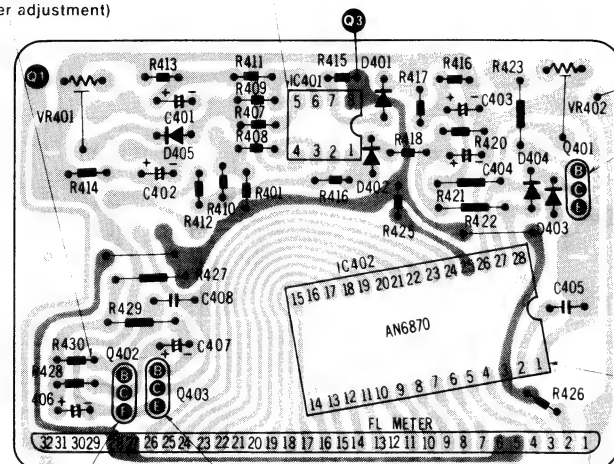 er adjustment)
Q3
Q1
R413
R411
R415
D401
R416
R423
IC401
R409
R417
C403
VR401
C401
R407
5 6 7 8
VR402
D405
R408
4 3 2 1
R418
R420
Q401
R414
C402
R416
D402
C404
D404
B
C
E
R412
R410
R401
R421
R422
R425
D403
IC402
R427
15 16 17 18 19 20 21 22 23 24 25 26 27 28
C408
C405
R429
AN6870
C407
R430
Q402
R428
B
C
E
B
C
E
Q403
14 13 12 11 10 9 8 7 6 5 4 3 2 1
406
R426
FL METER
32 31 30 29 28 27 26 25 24 23 22 21 20 19 18 17 16 15 14 13 12 11 10 9 8 7 6 5 4 3 2 1